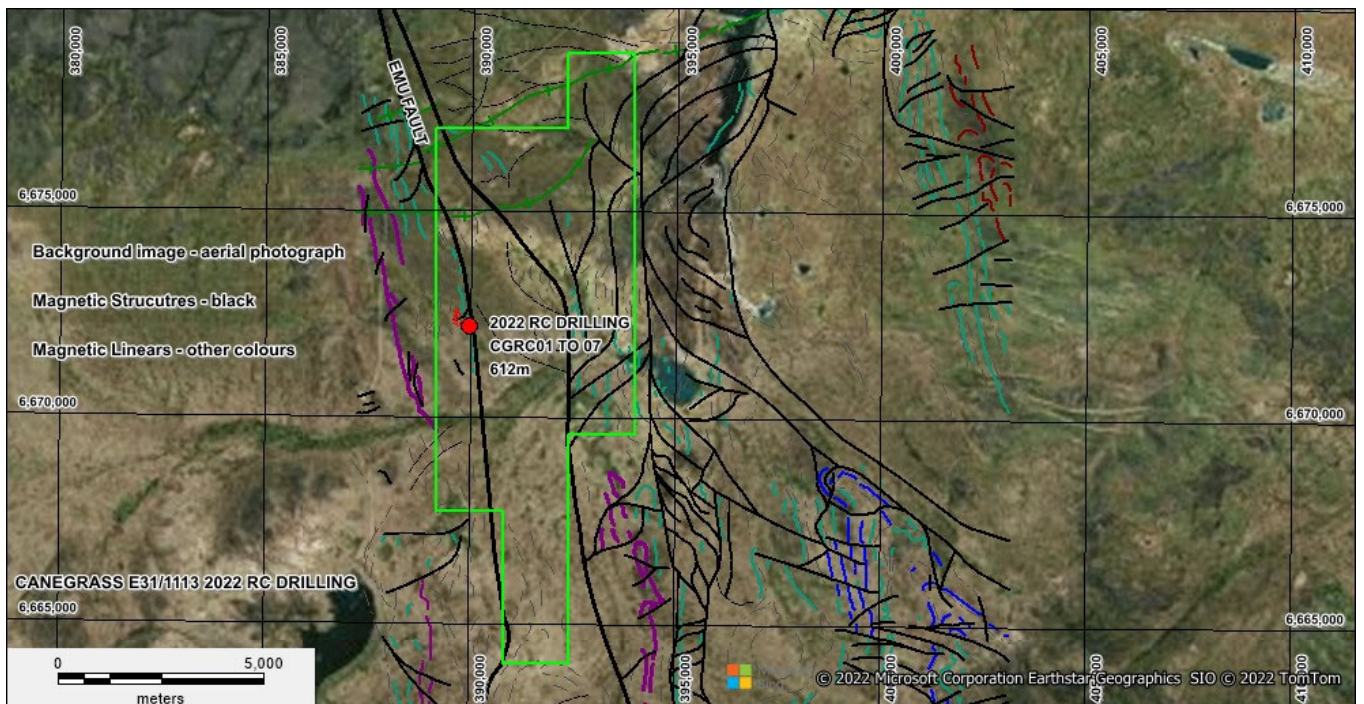 380,000
385,000
390,000
395,000
400,000
405,000
410,000
EMU FAULT
6,675,000
6,675,000
Background image - aerial photograph
Magnetic Strucutres - black
Magnetic Linears - other colours
2022 RC DRILLING
CGRC01 TO 07
612m
6,670,000
6,670,000
CANEGRASS E31/1113 2022 RC DRILLING
6,665,000
6,665,000
0
5,000
meters
390,000
395,000
© 2022 Microsoft Corporation Earthstar Geographics SIO © 2022 TomTom